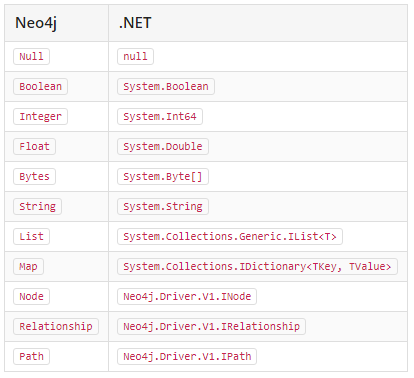 Neo4j .NET
Null null
Boolean System.Boolean
Integer System.Int64
Float System.Double
Bytes System.Byte[]
String System.String
List System.Collections.Generic.IList<T>
Map System.Collections.IDictionary<TKey, TValue>
Node Neo4j.Driver.V1.INode
Relationship Neo4j.Driver.V1.IRelationship
Path Neo4j.Driver.V1.IPath